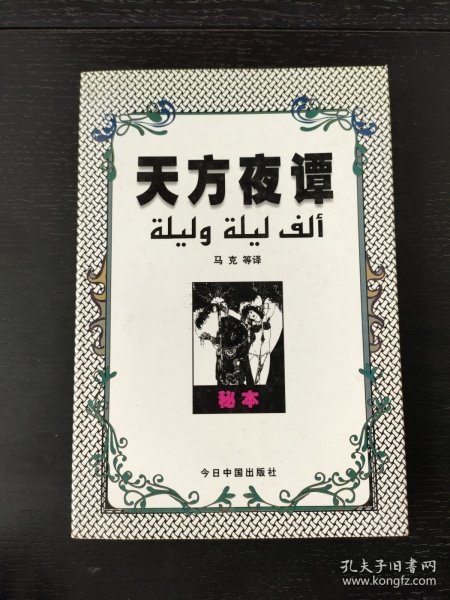 天方夜谭
ألف ليلة وليلة
马克 等译
秘本
今日中国出版社
孔夫子旧书网
www.kongfz.com